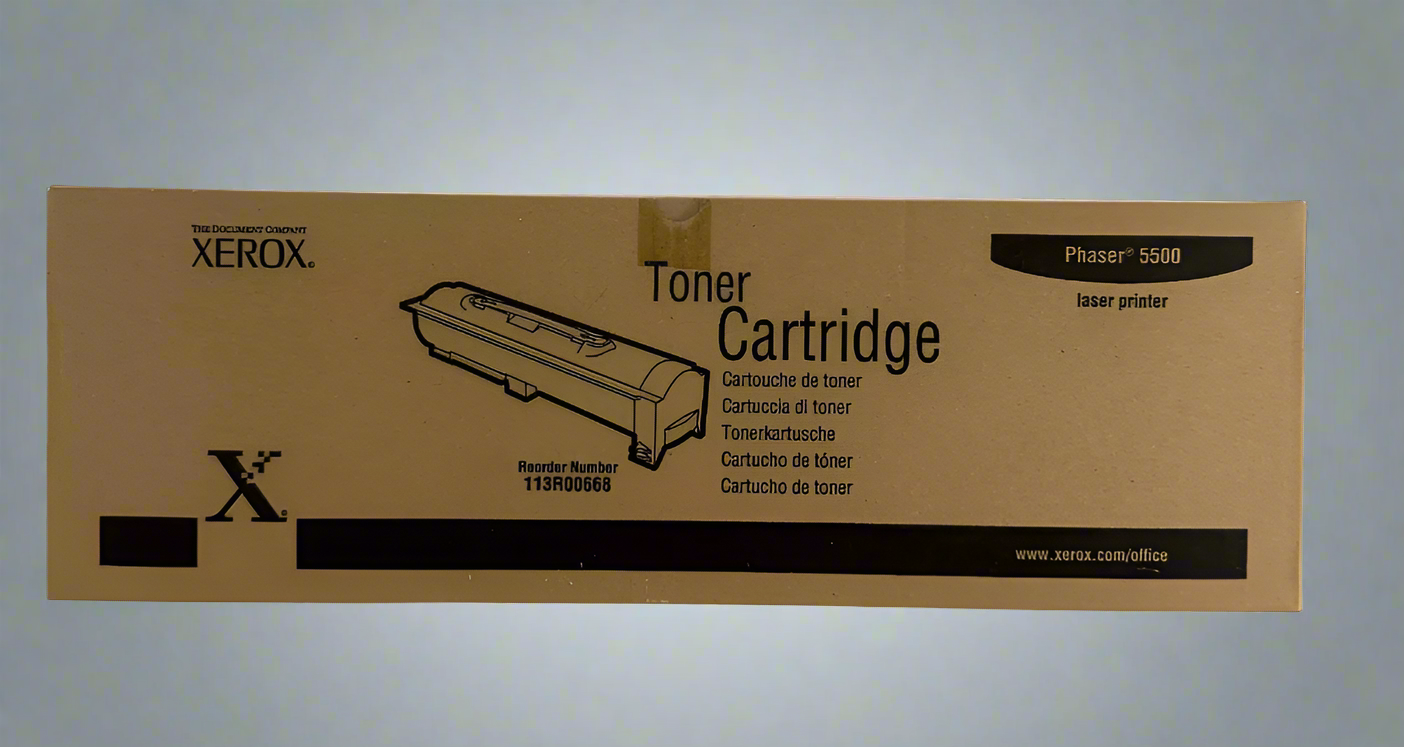 THE DOCUMENT COMPANY
XEROX®
Phaser® 5500
laser printer
Toner
Cartridge
Cartouche de toner
Cartuccia di toner
Tonerkartusche
Cartucho de tóner
Cartucho de toner
Reorder Number
113R00668
X®
www.xerox.com/office